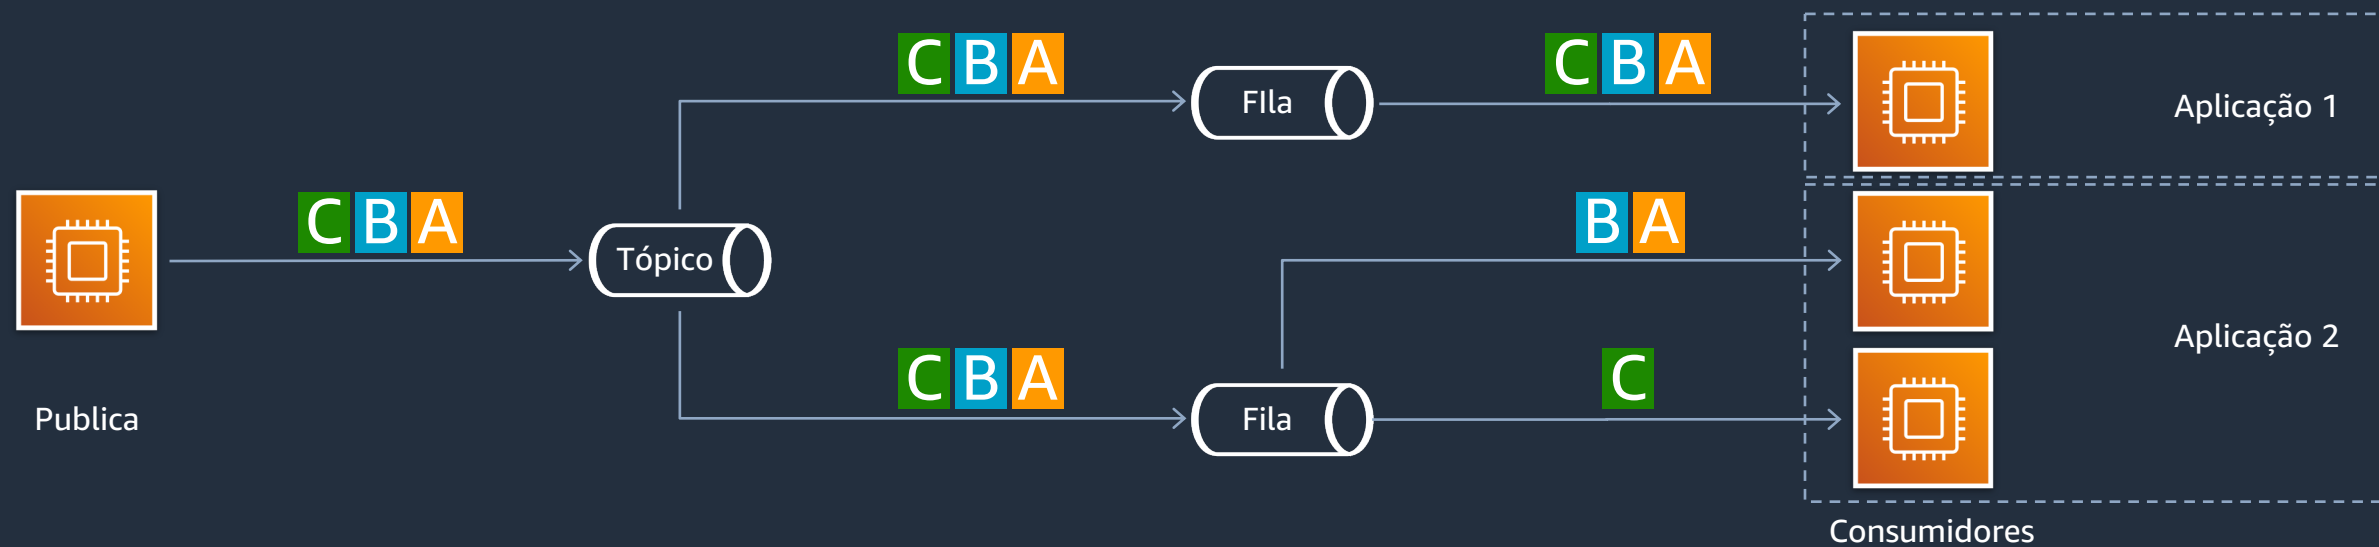 C B A
FIla
C B A
Aplicação 1
C B A
Tópico
B A
Aplicação 2
C B A
Fila
C
Publica
Consumidores